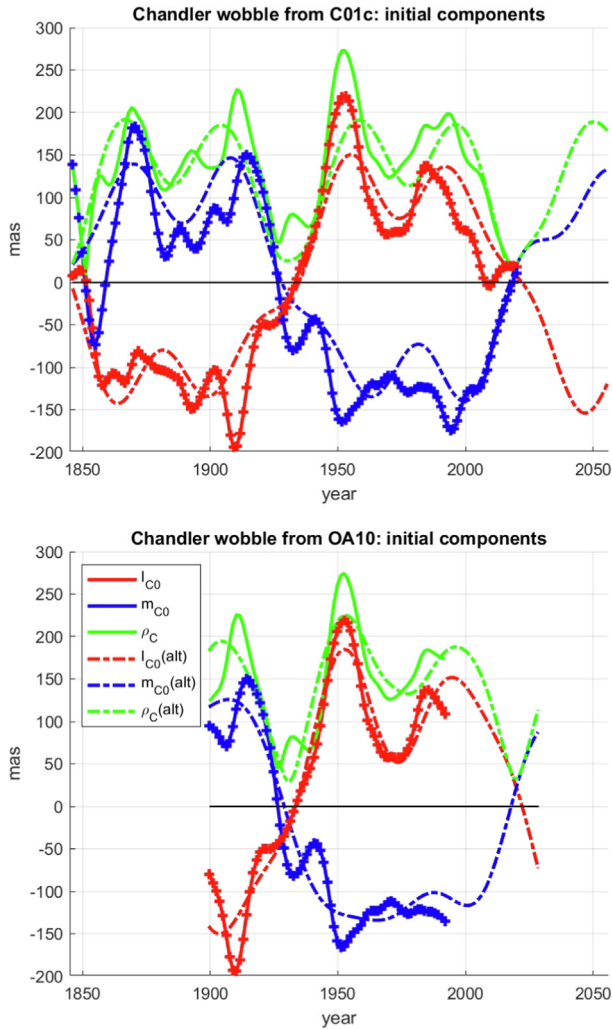 Chandler wobble from C01c: initial components
300
250
200
150
100
50
0
-50
-100
-150
-200
mas
1850 1900 1950 2000 2050
year
Chandler wobble from OA10: initial components
300
250
200
150
100
50
0
-50
-100
-150
-200
mas
l_C0
m_C0
ρ_C
l_C0(alt)
m_C0(alt)
ρ_C(alt)
1850 1900 1950 2000 2050
year